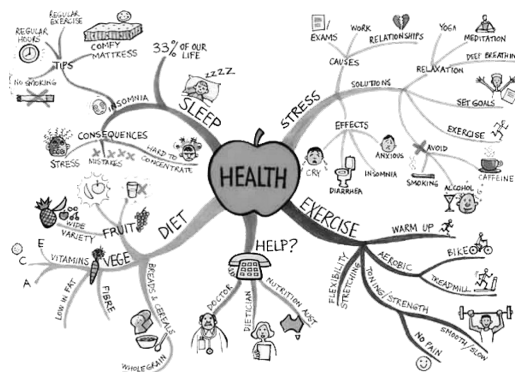 HEALTH
SLEEP
33% OF OUR
LIFE
ZZZZ
INSOMNIA
TIPS
REGULAR
EXERCISE
REGULAR
HOURS
COMFY
MATTRESS
NO SMOKING
CONSEQUENCES
STRESS
MISTAKES
HARD TO
CONCENTRATE
STRESS
CAUSES
EXAMS
WORK
RELATIONSHIPS
SOLUTIONS
RELAXATION
YOGA
MEDITATION
DEEP BREATHING
SET GOALS
EXERCISE
AVOID
SMOKING
ALCOHOL
CAFFEINE
EFFECTS
CRY
DIARRHEA
INSOMNIA
ANXIOUS
EXERCISE
WARM UP
AEROBIC
BIKE
TREADMILL
TONING/STRENGTH
SMOOTH/SLOW
NO PAIN
FLEXIBILITY
STRETCHING
HELP?
DOCTOR
DIETICIAN
NUTRITION AUST
DIET
FRUIT
WIDE
VARIETY
VEGE
VITAMINS
E
C
A
LOW IN FAT
FIBRE
BREADS & CEREALS
WHOLEGRAIN